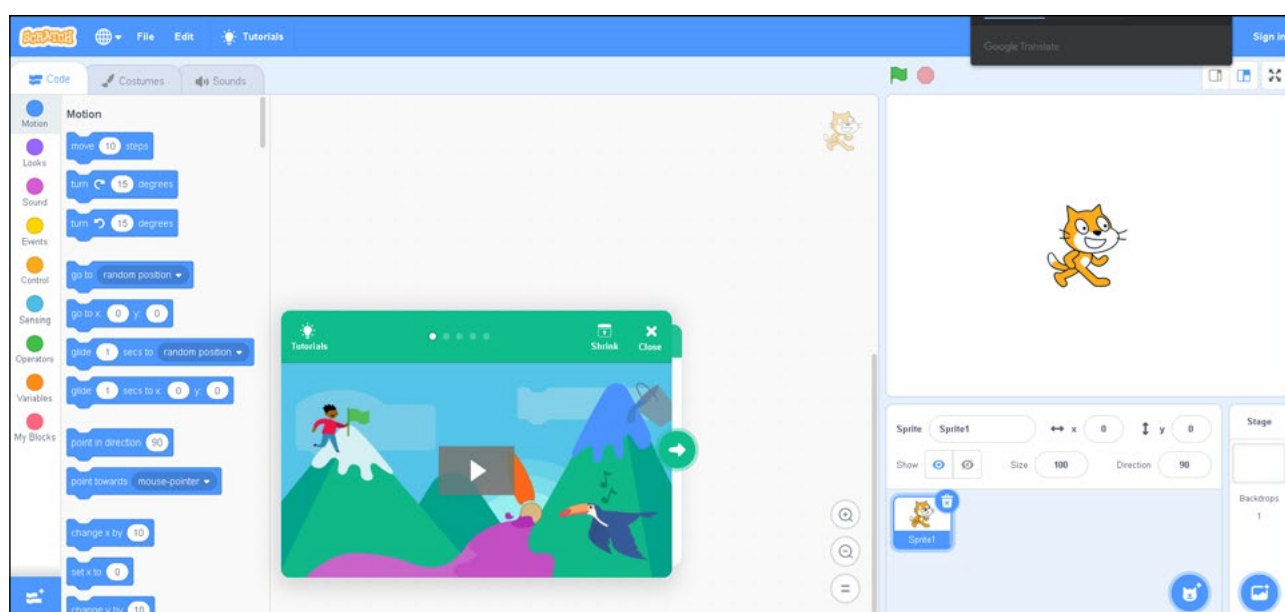 SCRATCH File Edit Tutorials Google Translate Sign in
Code Costumes Sounds
Motion
Looks
Sound
Events
Control
Sensing
Operators
Variables
My Blocks
Motion
move 10 steps
turn 15 degrees
turn 15 degrees
go to random position
go to x: 0 y: 0
glide 1 secs to random position
glide 1 secs to x: 0 y: 0
point in direction 90
point towards mouse-pointer
change x by 10
set x to 0
change y by 10
Tutorials Shrink Close
Sprite Sprite1 x 0 y 0
Show Size 100 Direction 90
Sprite1
Stage
Backdrops
1